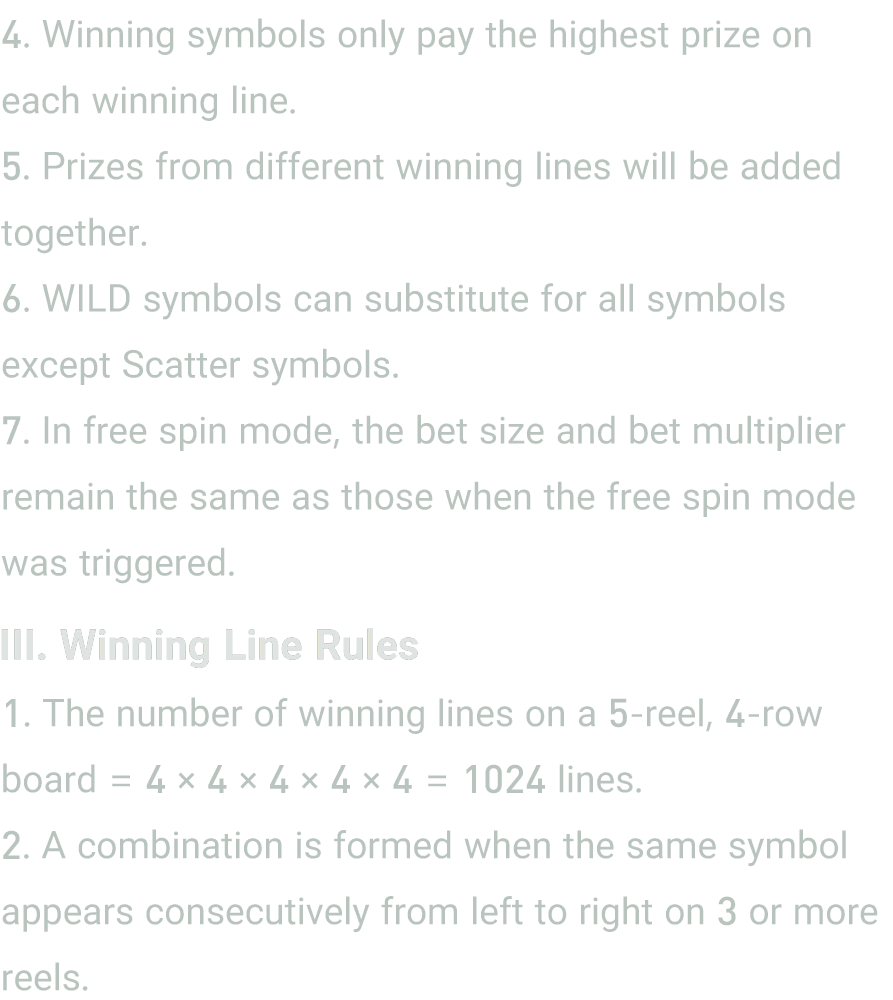 4. Winning symbols only pay the highest prize on
each winning line.
5. Prizes from different winning lines will be added
together.
6. WILD symbols can substitute for all symbols
except Scatter symbols.
7. In free spin mode, the bet size and bet multiplier
remain the same as those when the free spin mode
was triggered.
III. Winning Line Rules
1. The number of winning lines on a 5-reel, 4-row
board = 4 × 4 × 4 × 4 × 4 = 1024 lines.
2. A combination is formed when the same symbol
appears consecutively from left to right on 3 or more
reels.